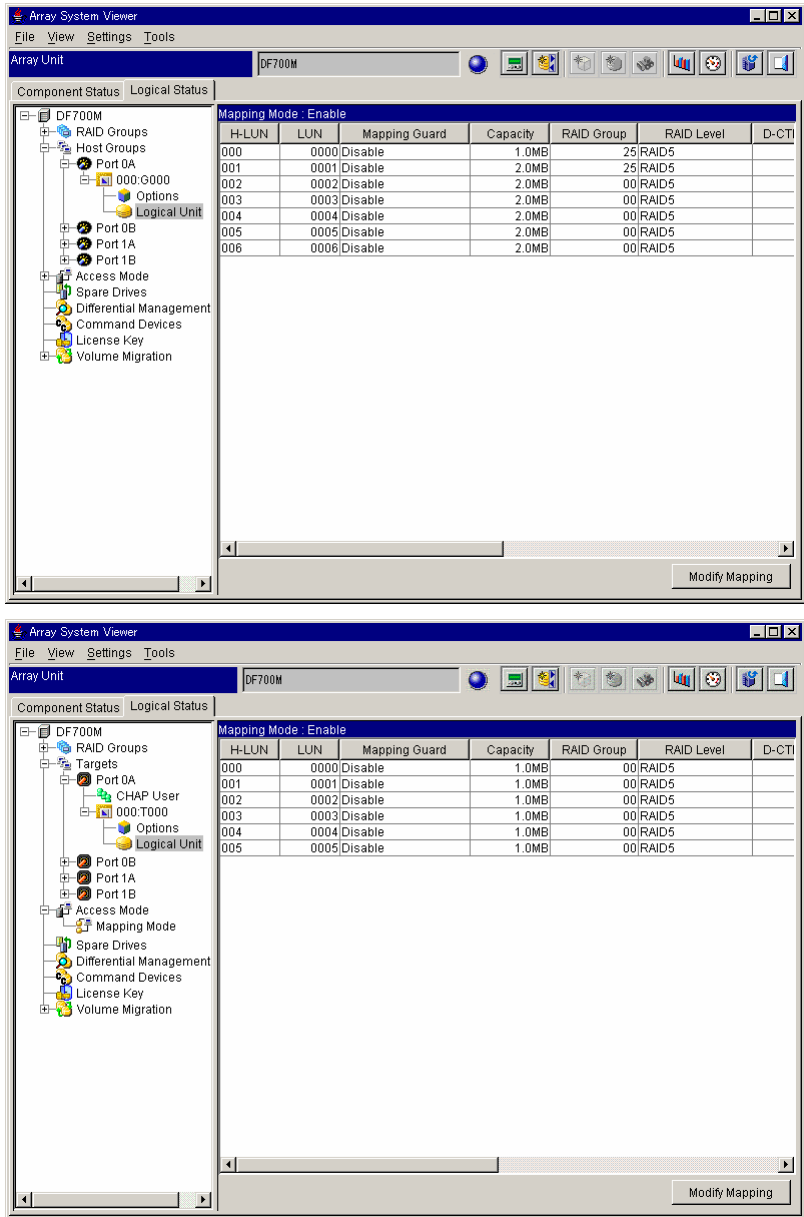 Array System Viewer
File View Settings Tools
Array Unit DF700M
Component Status Logical Status
DF700M
RAID Groups
Host Groups
Port 0A
000:G000
Options
Logical Unit
Port 0B
Port 1A
Port 1B
Access Mode
Spare Drives
Differential Management
Command Devices
License Key
Volume Migration
Mapping Mode : Enable
H-LUN LUN Mapping Guard Capacity RAID Group RAID Level D-CTL
000 0000 Disable 1.0MB 25 RAID5
001 0001 Disable 2.0MB 25 RAID5
002 0002 Disable 2.0MB 00 RAID5
003 0003 Disable 2.0MB 00 RAID5
004 0004 Disable 2.0MB 00 RAID5
005 0005 Disable 2.0MB 00 RAID5
006 0006 Disable 2.0MB 00 RAID5
Modify Mapping
Array System Viewer
File View Settings Tools
Array Unit DF700M
Component Status Logical Status
DF700M
RAID Groups
Targets
Port 0A
CHAP User
000:T000
Options
Logical Unit
Port 0B
Port 1A
Port 1B
Access Mode
Mapping Mode
Spare Drives
Differential Management
Command Devices
License Key
Volume Migration
Mapping Mode : Enable
H-LUN LUN Mapping Guard Capacity RAID Group RAID Level D-CTL
000 0000 Disable 1.0MB 00 RAID5
001 0001 Disable 1.0MB 00 RAID5
002 0002 Disable 1.0MB 00 RAID5
003 0003 Disable 1.0MB 00 RAID5
004 0004 Disable 1.0MB 00 RAID5
005 0005 Disable 1.0MB 00 RAID5
Modify Mapping